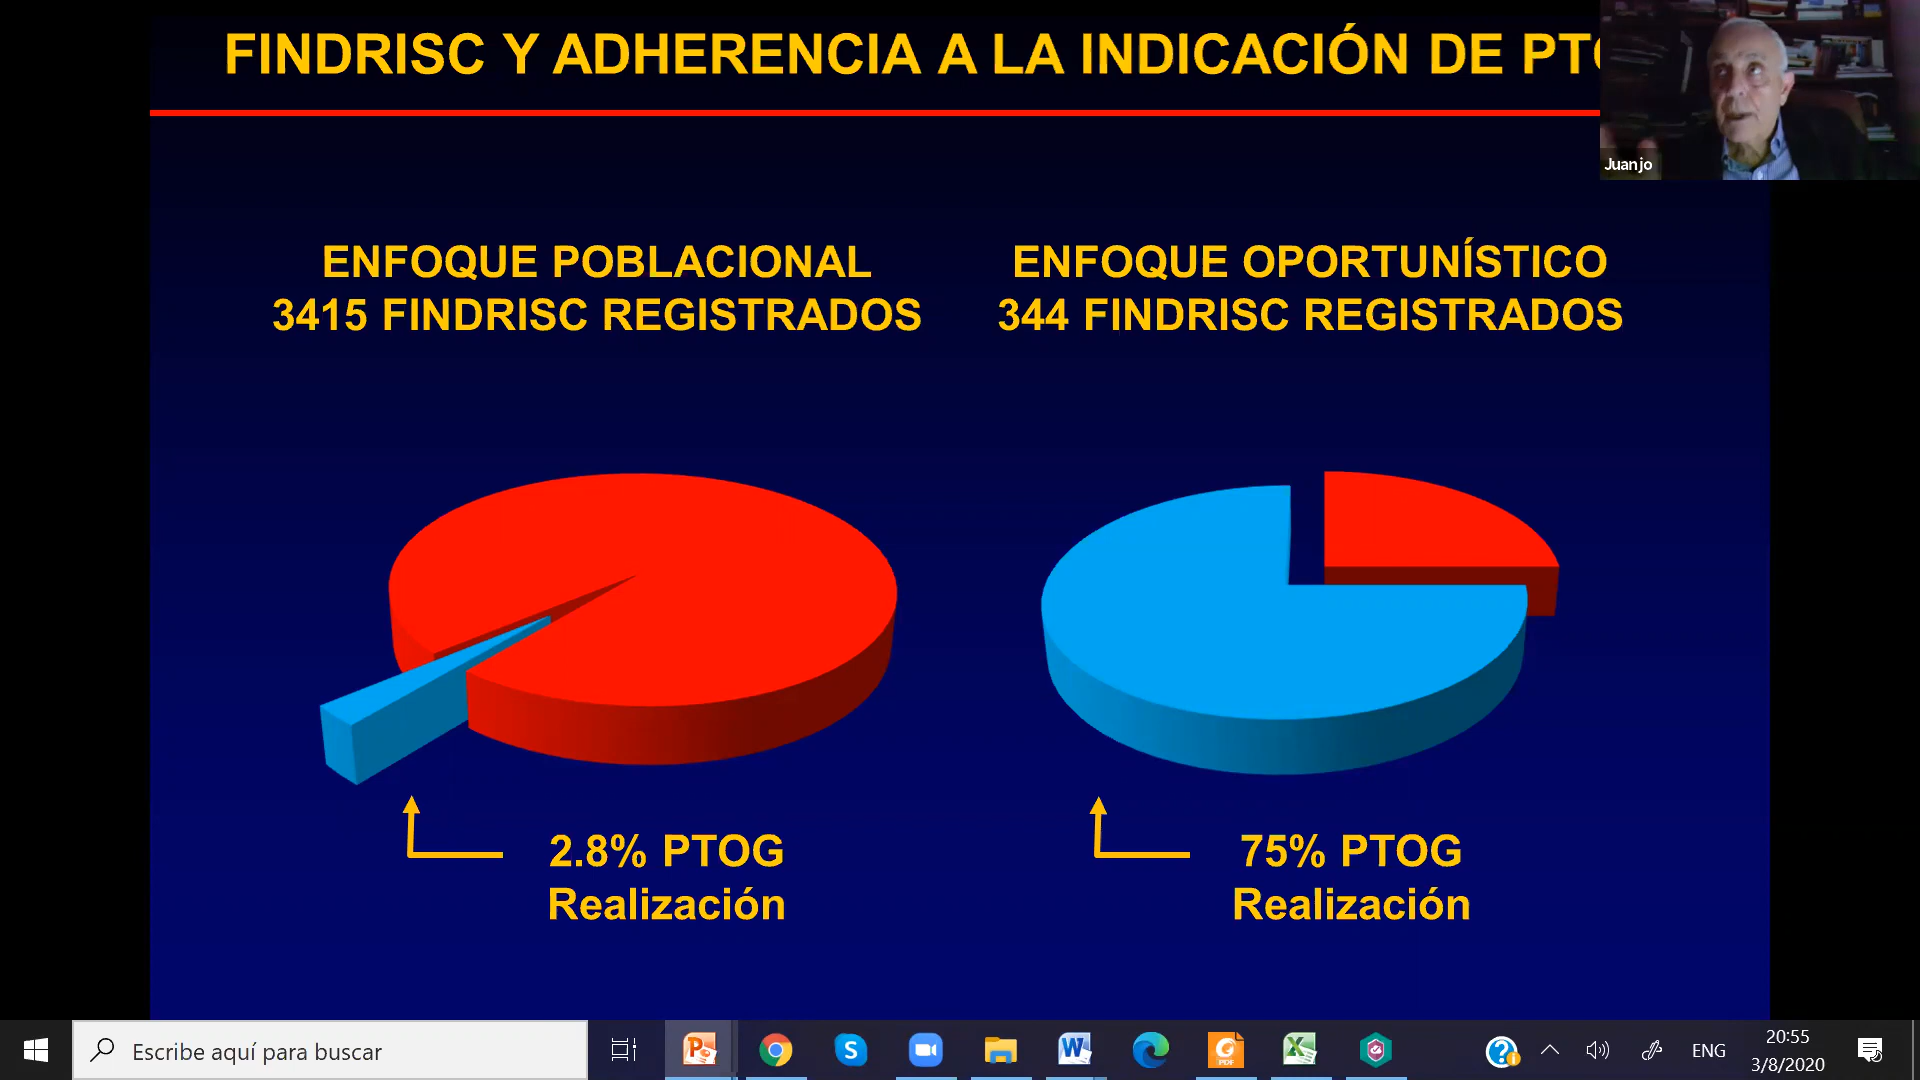 FINDRISC Y ADHERENCIA A LA INDICACIÓN DE
Juanjo
ENFOQUE POBLACIONAL
3415 FINDRISC REGISTRADOS
ENFOQUE OPORTUNÍSTICO
344 FINDRISC REGISTRADOS
2.8% PTOG
Realización
75% PTOG
Realización
Escribe aquí para buscar
ENG
20:55
3/8/2020